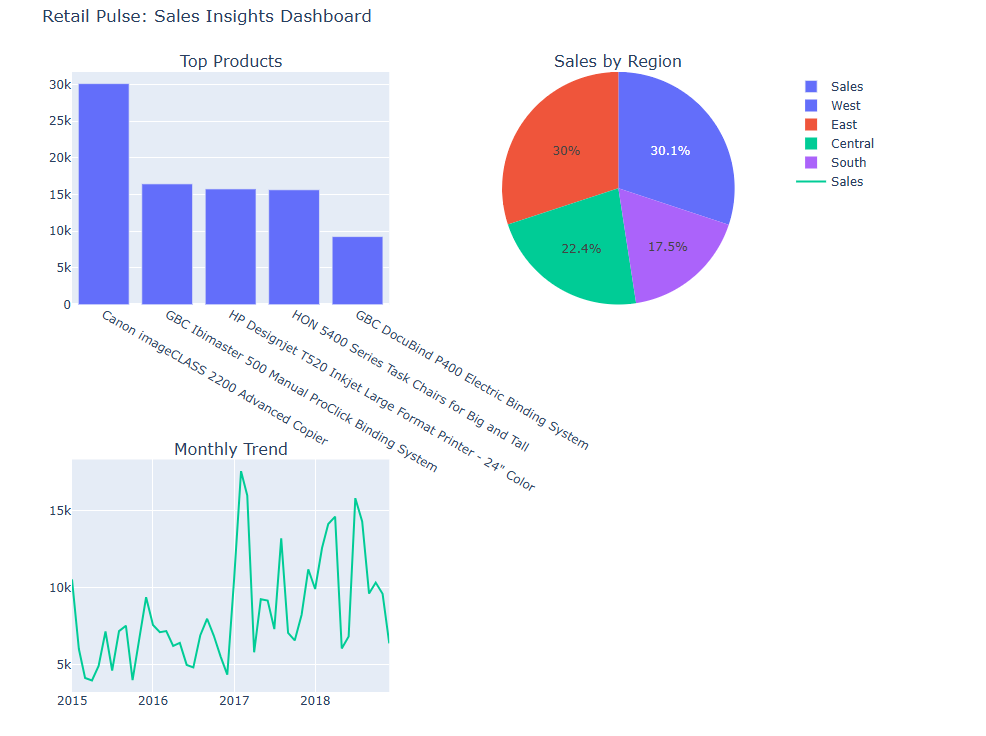 Retail Pulse: Sales Insights Dashboard
Top Products
30k
25k
20k
15k
10k
5k
0
Canon imageCLASS 2200 Advanced Copier
GBC Ibimaster 500 Manual ProClick Binding System
HP Designjet T520 Inkjet Large Format Printer - 24" Color
HON 5400 Series Task Chairs for Big and Tall
GBC DocuBind P400 Electric Binding System
Sales by Region
30.1%
30%
22.4%
17.5%
Sales
West
East
Central
South
Sales
Monthly Trend
15k
10k
5k
2015
2016
2017
2018